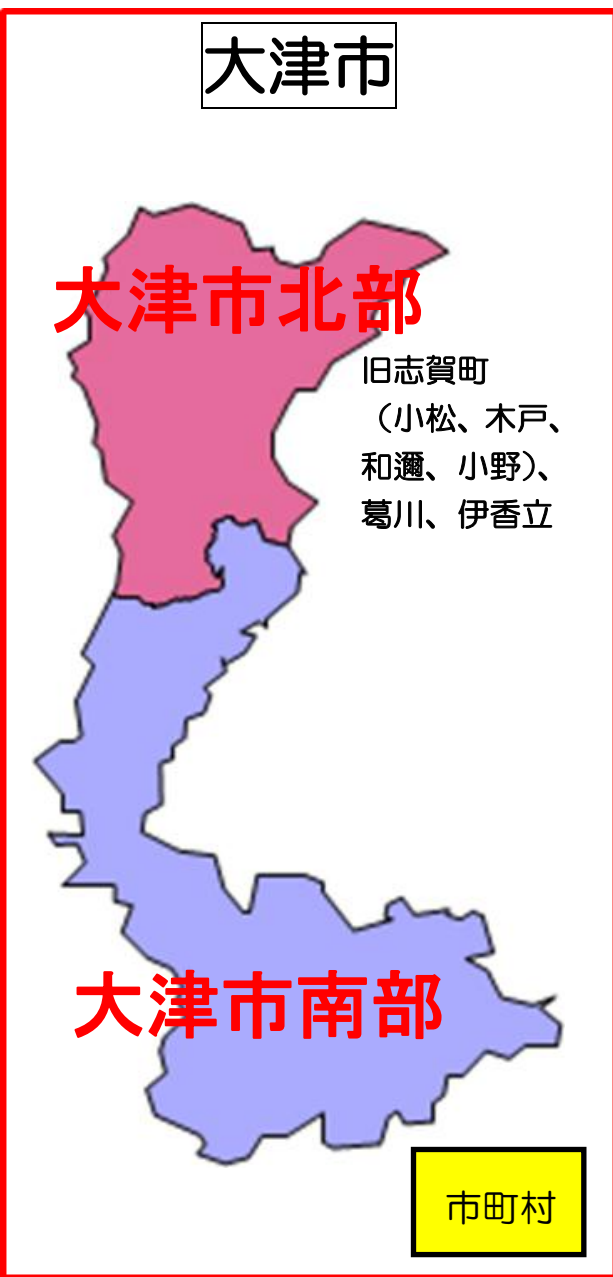 大津市
大津市北部
旧志賀町
（小松、木戸、
和邇、小野）、
葛川、伊香立
大津市南部
市町村